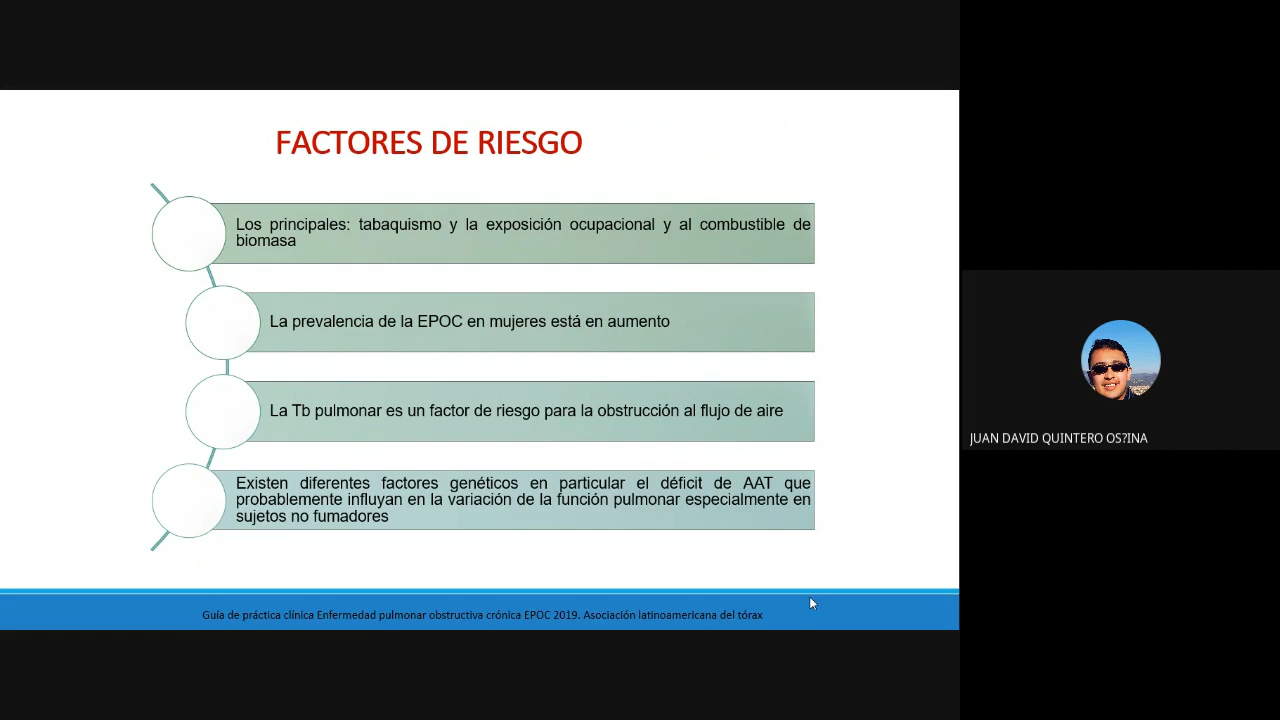 FACTORES DE RIESGO
Los principales: tabaquismo y la exposición ocupacional y al combustible de
biomasa
La prevalencia de la EPOC en mujeres está en aumento
La Tb pulmonar es un factor de riesgo para la obstrucción al flujo de aire
Existen diferentes factores genéticos en particular el déficit de AAT que
probablemente influyan en la variación de la función pulmonar especialmente en
sujetos no fumadores
Guía de práctica clínica Enfermedad pulmonar obstructiva crónica EPOC 2019. Asociación latinoamericana del tórax
JUAN DAVID QUINTERO OS?INA